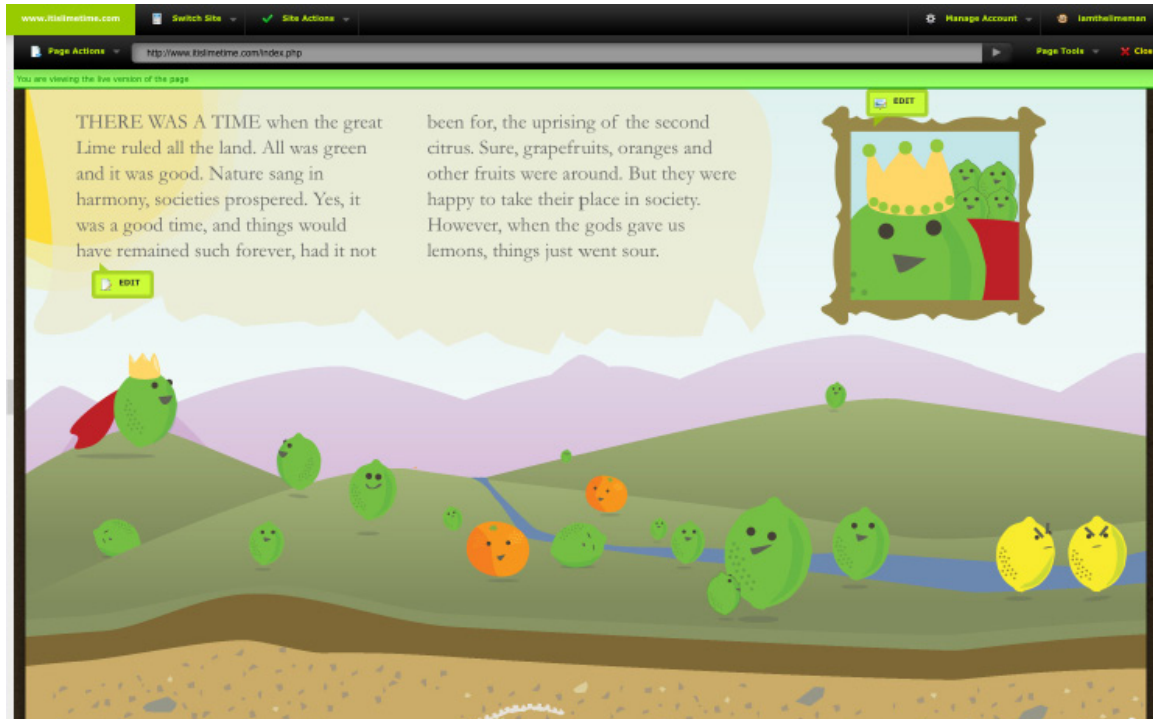 www.itislimetime.com
Switch Site
Site Actions
Manage Account
iamthelimeman
Page Actions
http://www.itislimetime.com/index.php
Page Tools
Clos
You are viewing the live version of the page
THERE WAS A TIME when the great
Lime ruled all the land. All was green
and it was good. Nature sang in
harmony, societies prospered. Yes, it
was a good time, and things would
have remained such forever, had it not
EDIT
been for, the uprising of the second
citrus. Sure, grapefruits, oranges and
other fruits were around. But they were
happy to take their place in society.
However, when the gods gave us
lemons, things just went sour.
EDIT